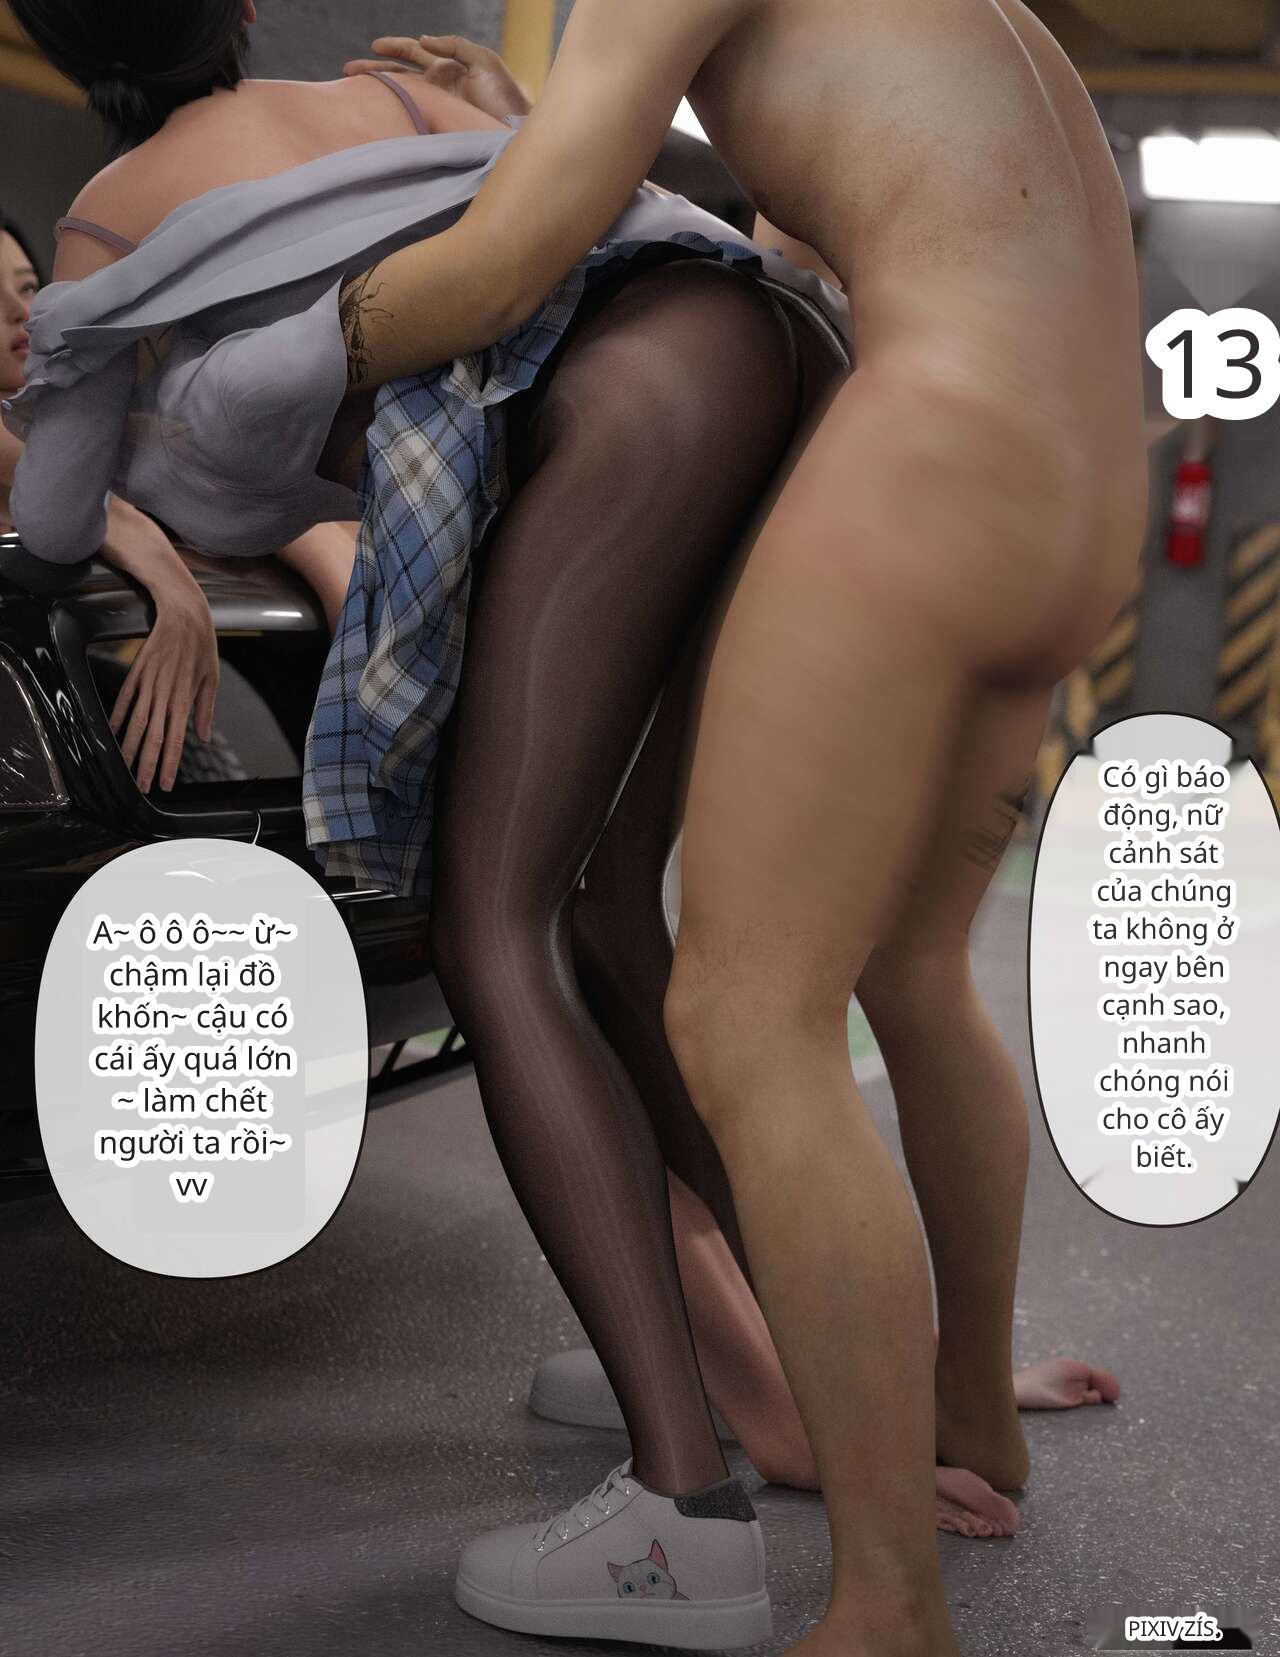 13
Có gì báo
động, nữ
cảnh sát
của chúng
ta không ở
ngay bên
cạnh sao,
nhanh
chóng nói
cho cô ấy
biết.
A~ ô ô ô~~ ừ~
chậm lại đồ
khốn~ cậu có
cái ấy quá lớn
~ làm chết
người ta rồi~
vv
PIXIV ZÍS,